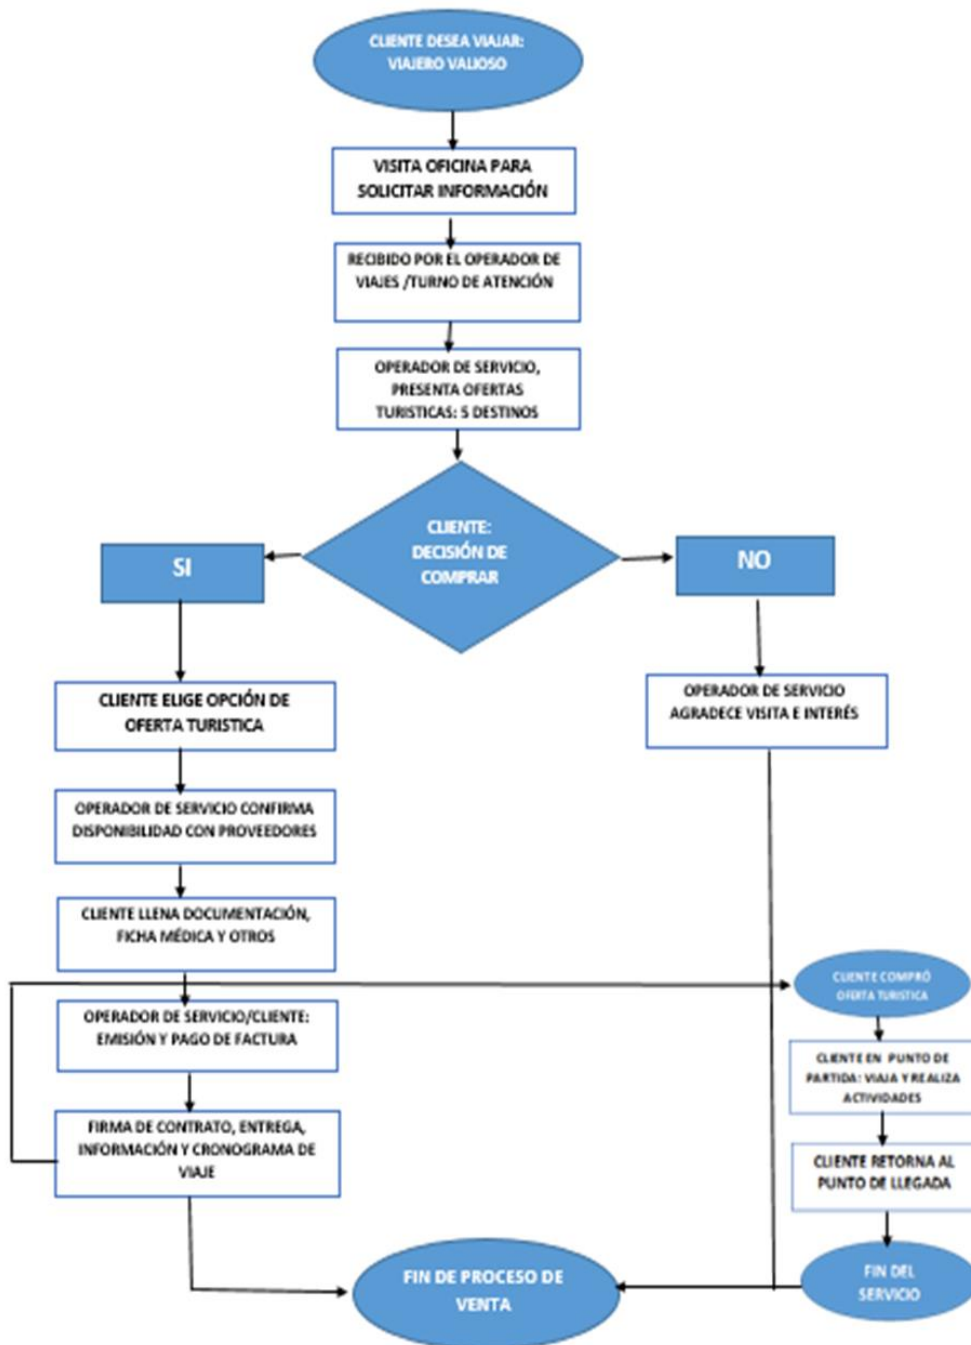 CLIENTE DESEA VIAJAR:
VIAJERO VALIOSO
VISITA OFICINA PARA
SOLICITAR INFORMACIÓN
RECIBIDO POR EL OPERADOR DE
VIAJES /TURNO DE ATENCIÓN
OPERADOR DE SERVICIO,
PRESENTA OFERTAS
TURISTICAS: 5 DESTINOS
CLIENTE:
DECISIÓN DE
COMPRAR
SI
NO
CLIENTE ELIGE OPCIÓN DE
OFERTA TURISTICA
OPERADOR DE SERVICIO
AGRADECE VISITA E INTERÉS
OPERADOR DE SERVICIO CONFIRMA
DISPONIBILIDAD CON PROVEEDORES
CLIENTE LLENA DOCUMENTACIÓN,
FICHA MÉDICA Y OTROS
OPERADOR DE SERVICIO/CLIENTE:
EMISIÓN Y PAGO DE FACTURA
FIRMA DE CONTRATO, ENTREGA,
INFORMACIÓN Y CRONOGRAMA DE
VIAJE
CLIENTE COMPRÓ
OFERTA TURISTICA
CLIENTE EN PUNTO DE
PARTIDA: VIAJA Y REALIZA
ACTIVIDADES
CLIENTE RETORNA AL
PUNTO DE LLEGADA
FIN DEL
SERVICIO
FIN DE PROCESO DE
VENTA